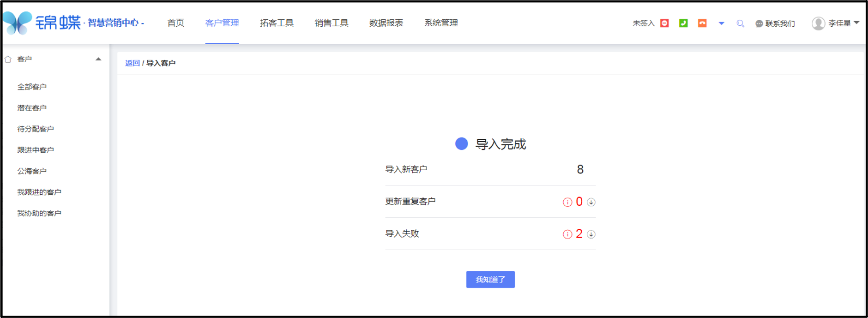 锦蝶 · 智慧营销中心 - 首页 客户管理 拓客工具 销售工具 数据报表 系统管理 未签入 联系我们 李佳星
客户
返回 / 导入客户
全部客户
潜在客户
待分配客户
跟进中客户
公海客户
我跟进的客户
我协助的客户
导入完成
导入新客户 8
更新重复客户 0
导入失败 2
我知道了